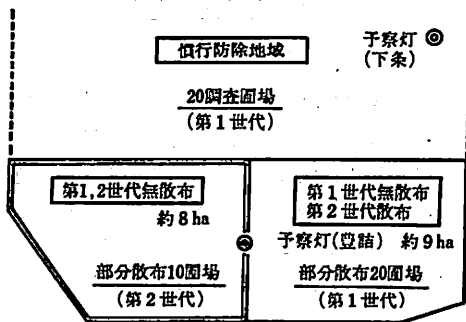 慣行防除地域
予察灯
(下条)
20調査圃場
(第1世代)
第1,2世代無散布
約8ha
第1世代無散布
第2世代散布
予察灯(豊詰) 約9ha
部分散布10圃場
(第2世代)
部分散布20圃場
(第1世代)